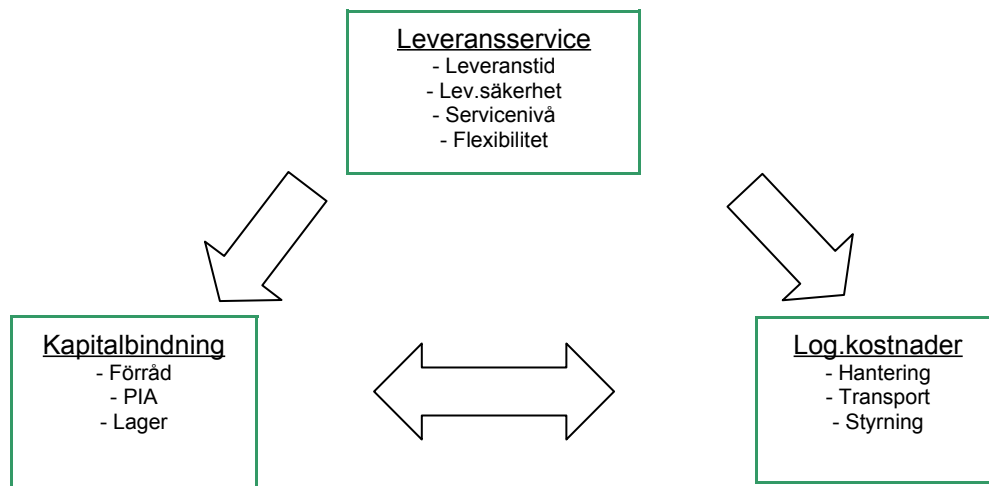 Leveransservice
- Leveranstid
- Lev.säkerhet
- Servicenivå
- Flexibilitet
Kapitalbindning
- Förråd
- PIA
- Lager
Log.kostnader
- Hantering
- Transport
- Styrning